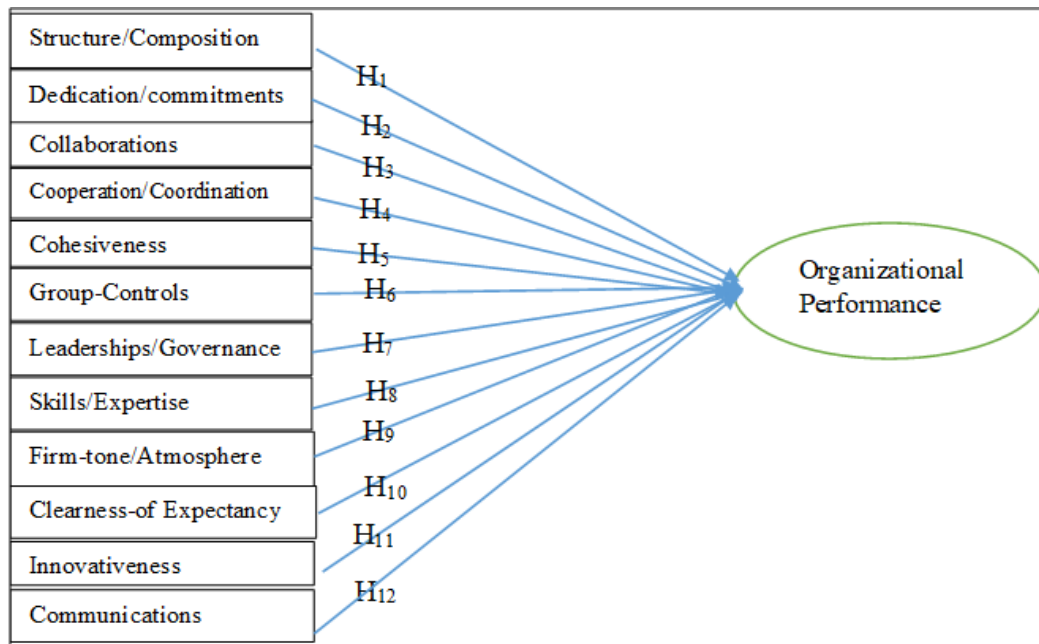 Structure/Composition
Dedication/commitments
Collaborations
Cooperation/Coordination
Cohesiveness
Group-Controls
Leaderships/Governance
Skills/Expertise
Firm-tone/Atmosphere
Clearness-of Expectancy
Innovativeness
Communications
H1
H2
H3
H4
H5
H6
H7
H8
H9
H10
H11
H12
Organizational
Performance